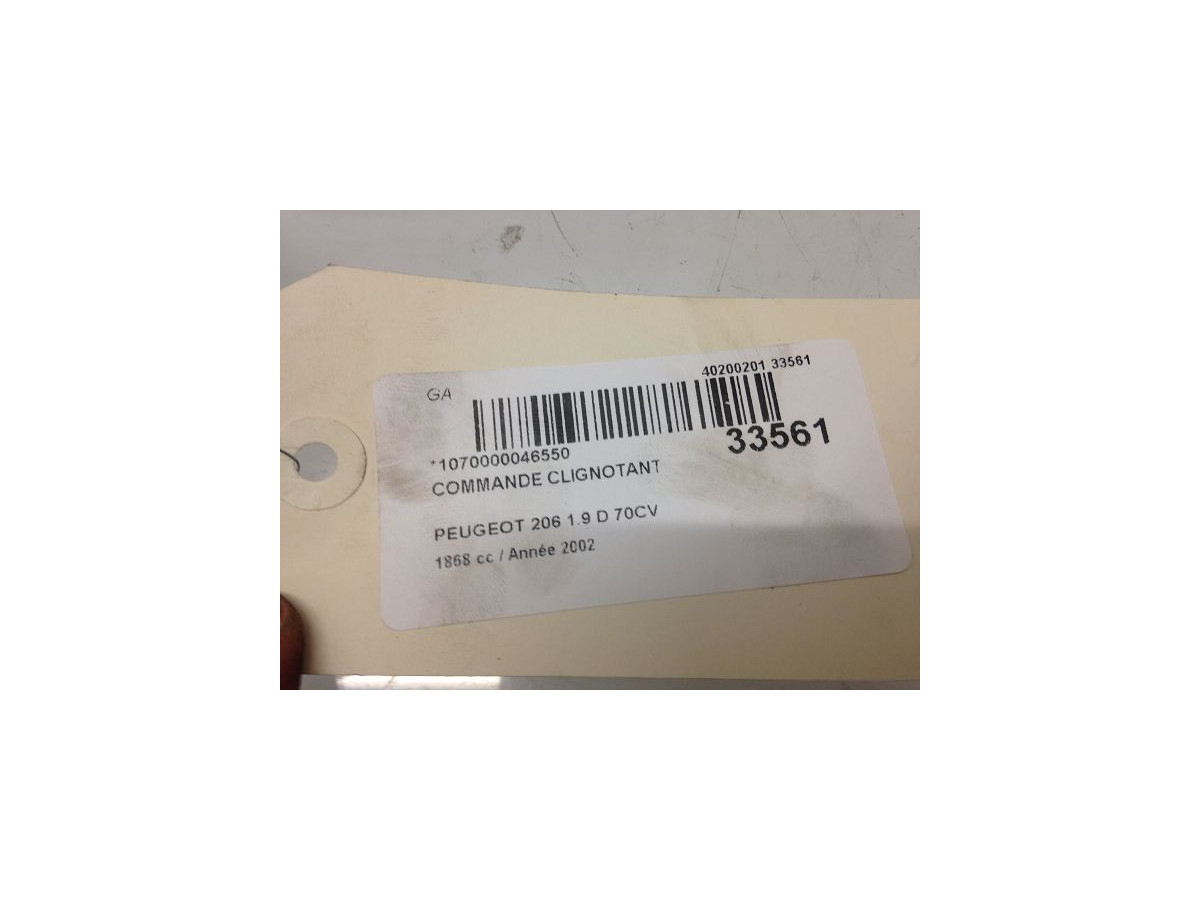 GA
40200201 33561
33561
*1070000046550
COMMANDE CLIGNOTANT
PEUGEOT 206 1.9 D 70CV
1868 cc / Année 2002